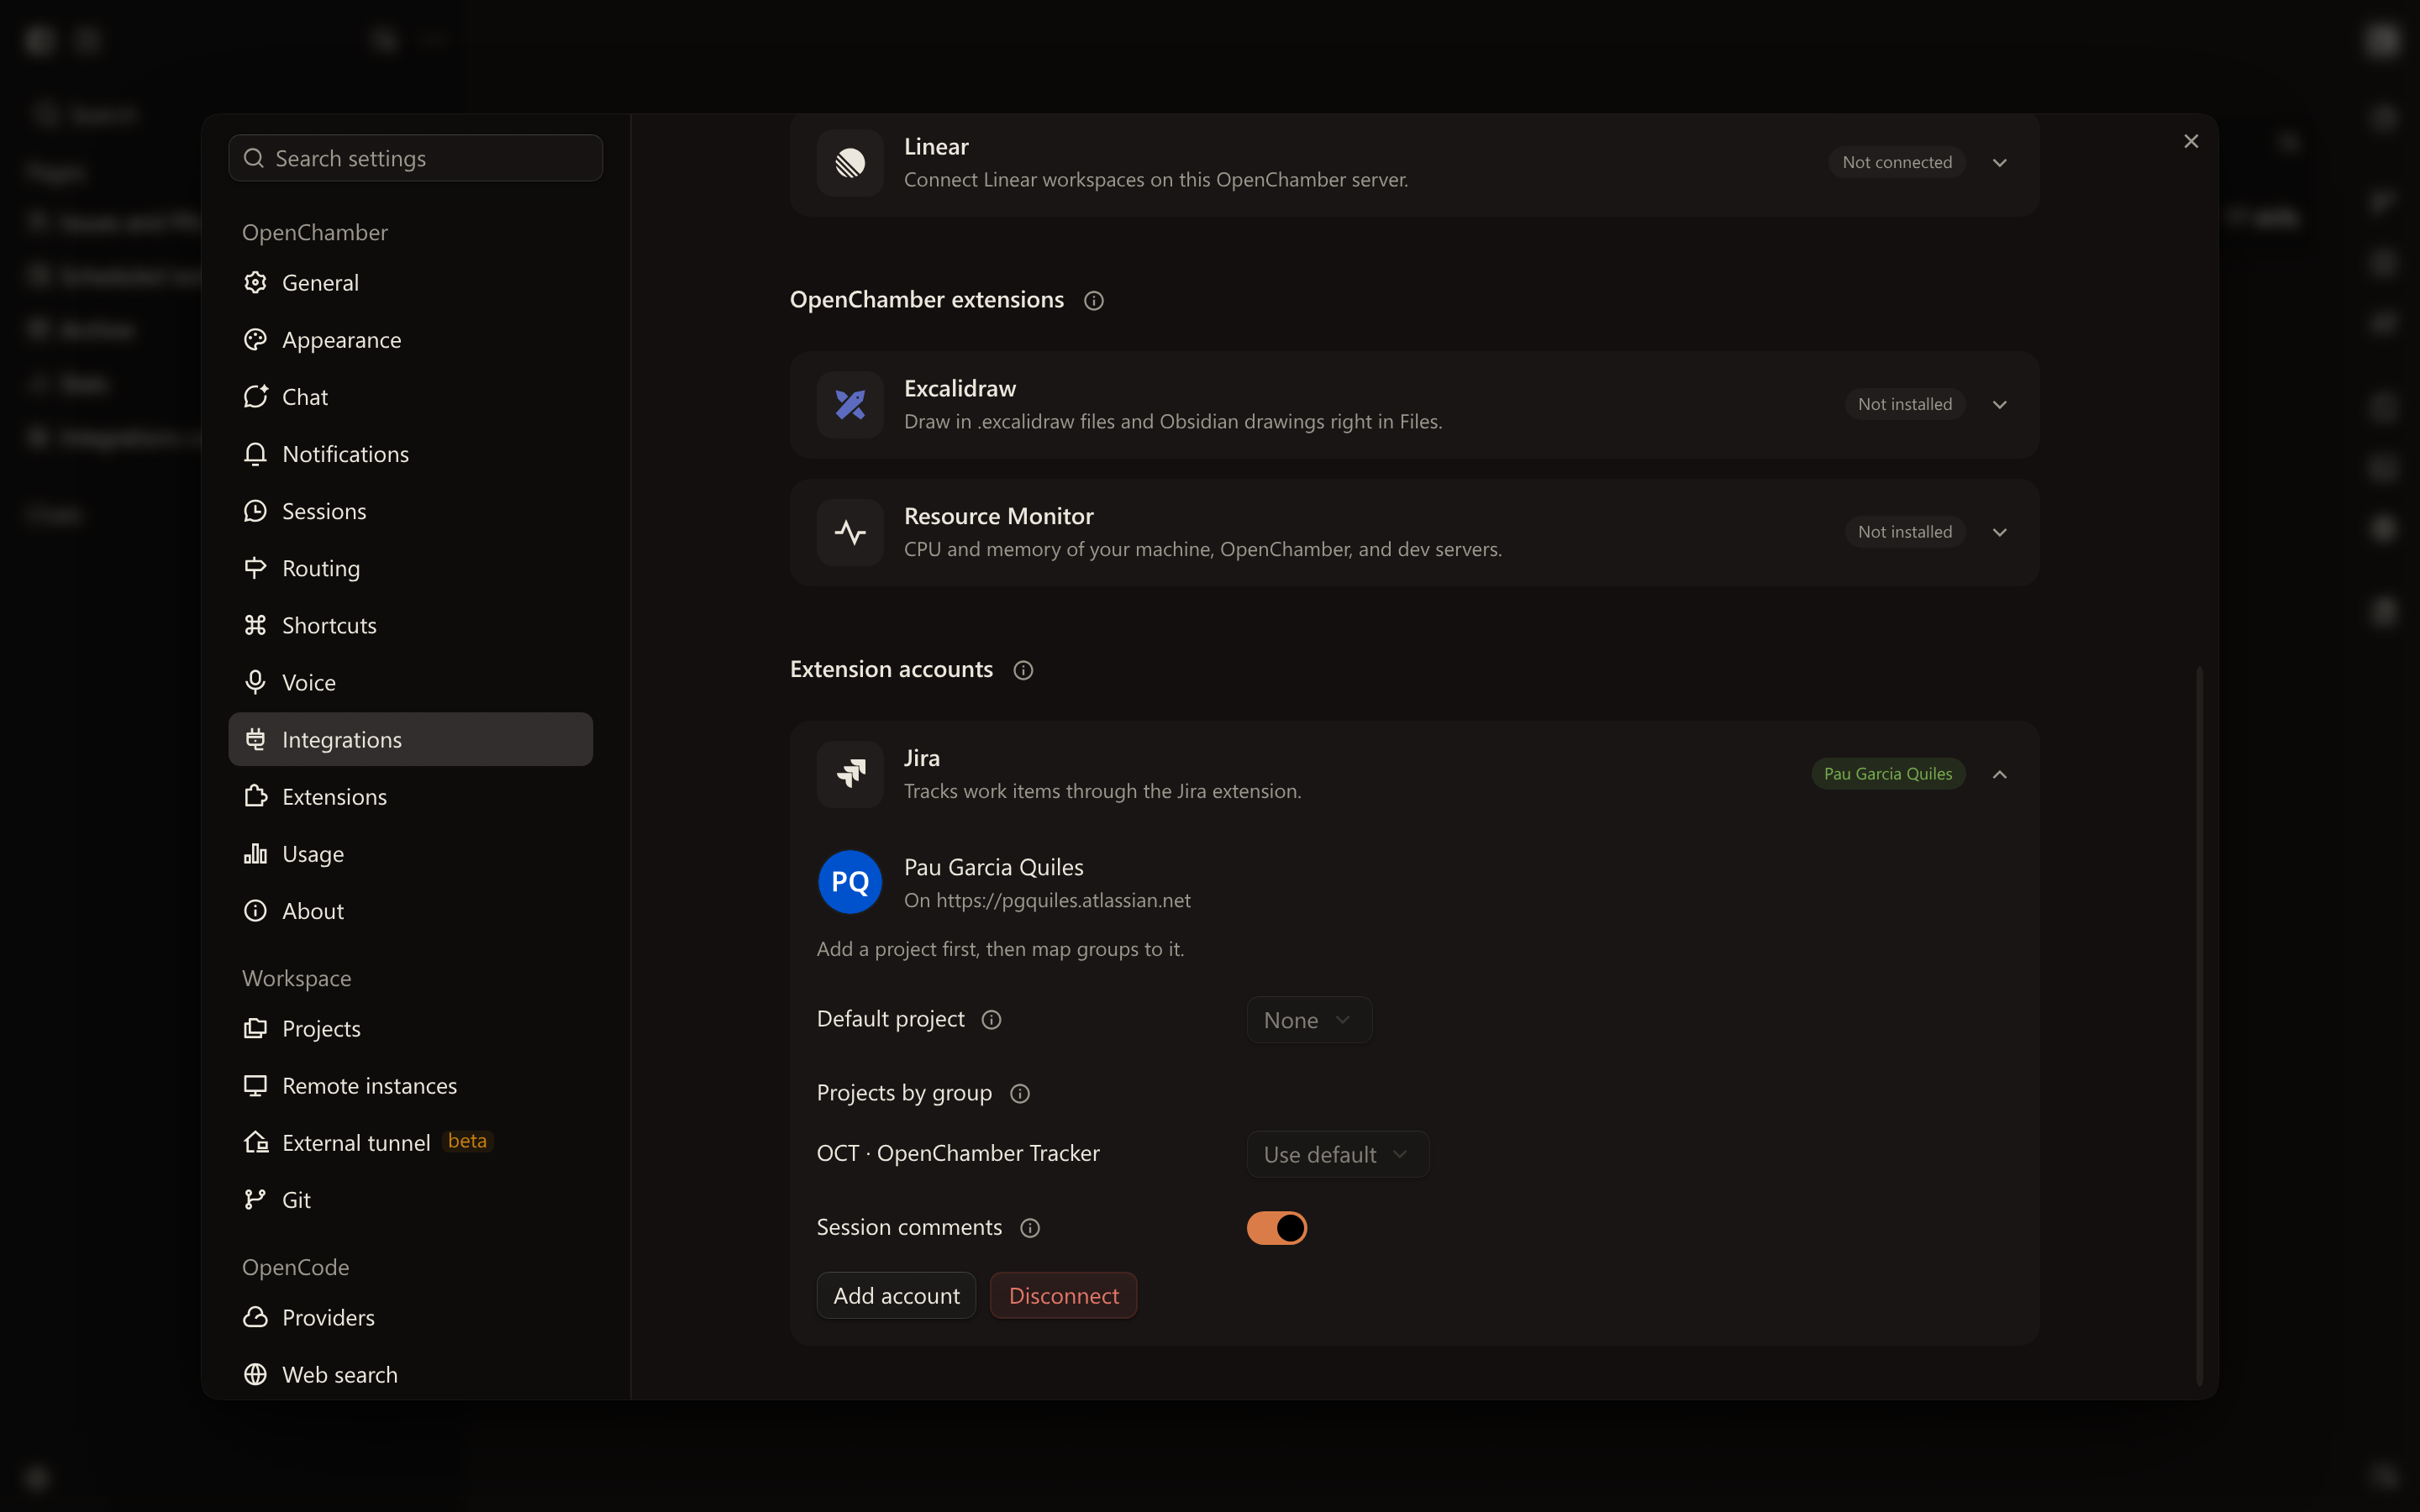 Search settings
OpenChamber
General
Appearance
Chat
Notifications
Sessions
Routing
Shortcuts
Voice
Integrations
Extensions
Usage
About
Workspace
Projects
Remote instances
External tunnel beta
Git
OpenCode
Providers
Web search
Linear
Connect Linear workspaces on this OpenChamber server.
Not connected
OpenChamber extensions
Excalidraw
Draw in .excalidraw files and Obsidian drawings right in Files.
Not installed
Resource Monitor
CPU and memory of your machine, OpenChamber, and dev servers.
Not installed
Extension accounts
Jira
Tracks work items through the Jira extension.
Pau Garcia Quiles
PQ
Pau Garcia Quiles
On https://pgquiles.atlassian.net
Add a project first, then map groups to it.
Default project
None
Projects by group
OCT · OpenChamber Tracker
Use default
Session comments
Add account
Disconnect